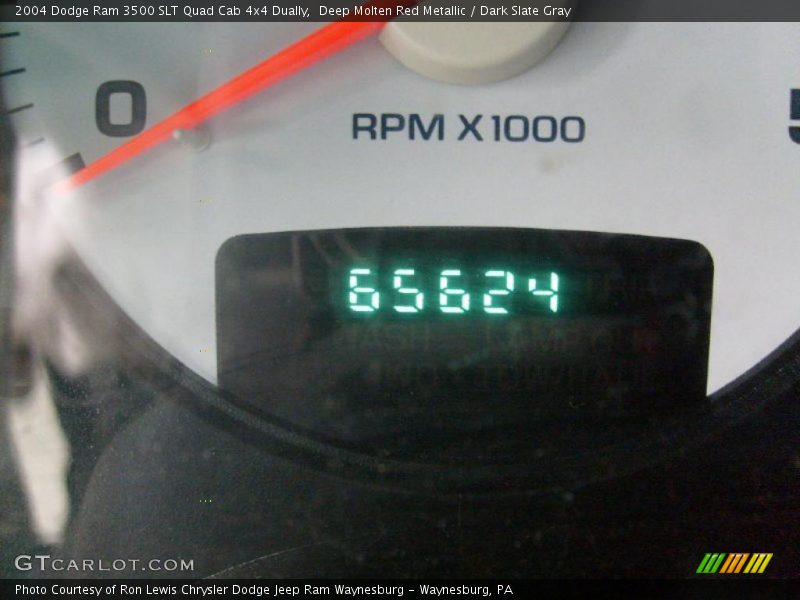 2004 Dodge Ram 3500 SLT Quad Cab 4x4 Dually,  Deep Molten Red Metallic / Dark Slate Gray
0
RPM X1000
5
65624
GTCARLOT.COM
Photo Courtesy of Ron Lewis Chrysler Dodge Jeep Ram Waynesburg – Waynesburg, PA